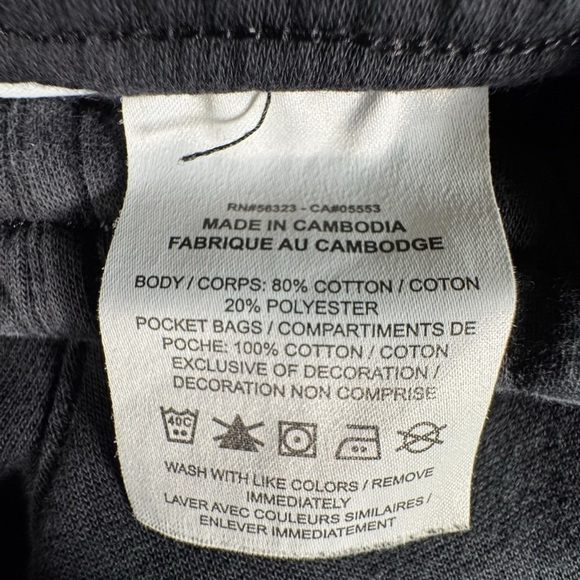 RN#56323 - CA#05553
MADE IN CAMBODIA
FABRIQUE AU CAMBODGE
BODY / CORPS: 80% COTTON / COTON
20% POLYESTER
POCKET BAGS / COMPARTIMENTS DE
POCHE: 100% COTTON / COTON
EXCLUSIVE OF DECORATION /
DECORATION NON COMPRISE
40C
WASH WITH LIKE COLORS / REMOVE
IMMEDIATELY
LAVER AVEC COULEURS SIMILAIRES /
ENLEVER IMMEDIATEMENT